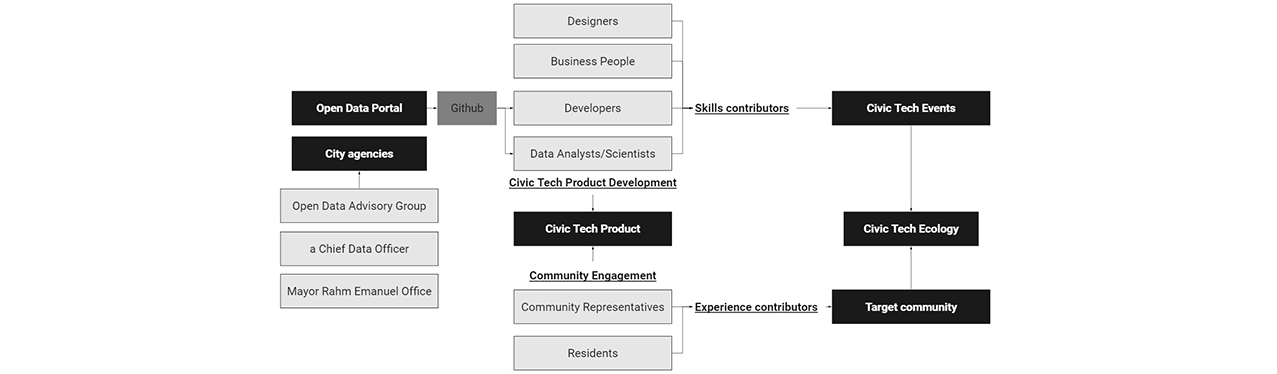 Designers
Business People
Open Data Portal
Github
Developers
Skills contributors
Civic Tech Events
City agencies
Data Analysts/Scientists
Civic Tech Product Development
Open Data Advisory Group
Civic Tech Product
Civic Tech Ecology
a Chief Data Officer
Community Engagement
Mayor Rahm Emanuel Office
Community Representatives
Experience contributors
Target community
Residents